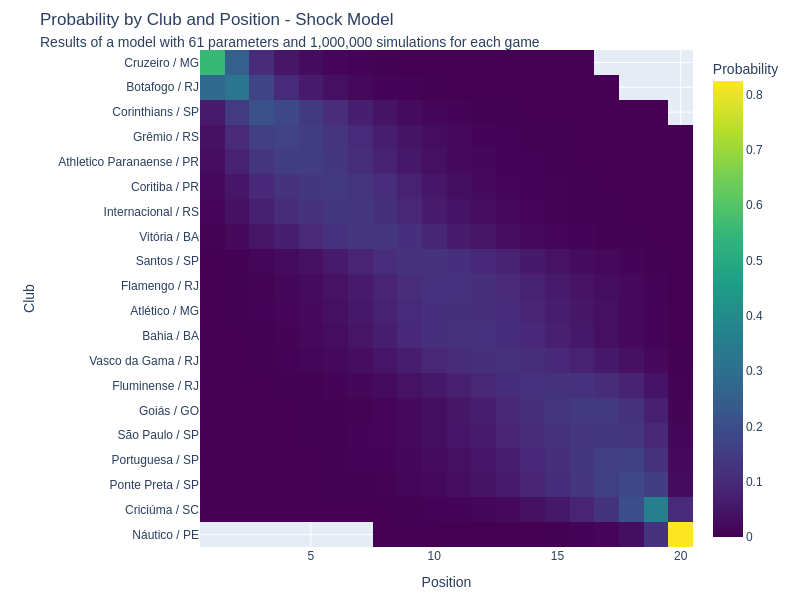 Probability by Club and Position - Shock Model
Results of a model with 61 parameters and 1,000,000 simulations for each game
Probability
Club
Cruzeiro / MG
Botafogo / RJ
Corinthians / SP
Grêmio / RS
Athletico Paranaense / PR
Coritiba / PR
Internacional / RS
Vitória / BA
Santos / SP
Flamengo / RJ
Atlético / MG
Bahia / BA
Vasco da Gama / RJ
Fluminense / RJ
Goiás / GO
São Paulo / SP
Portuguesa / SP
Ponte Preta / SP
Criciúma / SC
Náutico / PE
0.8
0.7
0.6
0.5
0.4
0.3
0.2
0.1
0
5 10 15 20
Position